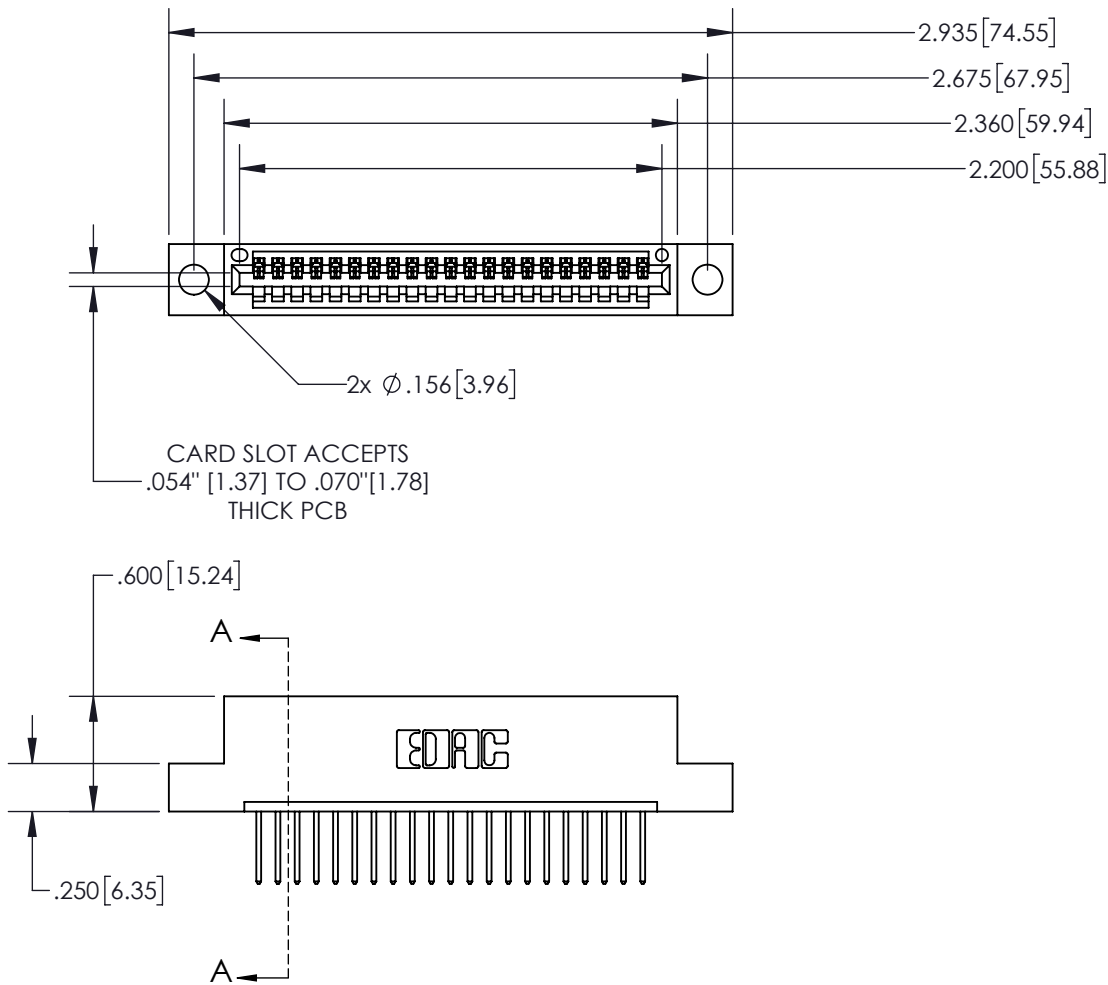 2.935[74.55]
2.675[67.95]
2.360[59.94]
2.200[55.88]
2x ∅.156[3.96]
CARD SLOT ACCEPTS
.054" [1.37] TO .070"[1.78]
THICK PCB
.600[15.24]
A
EDAC
.250[6.35]
A